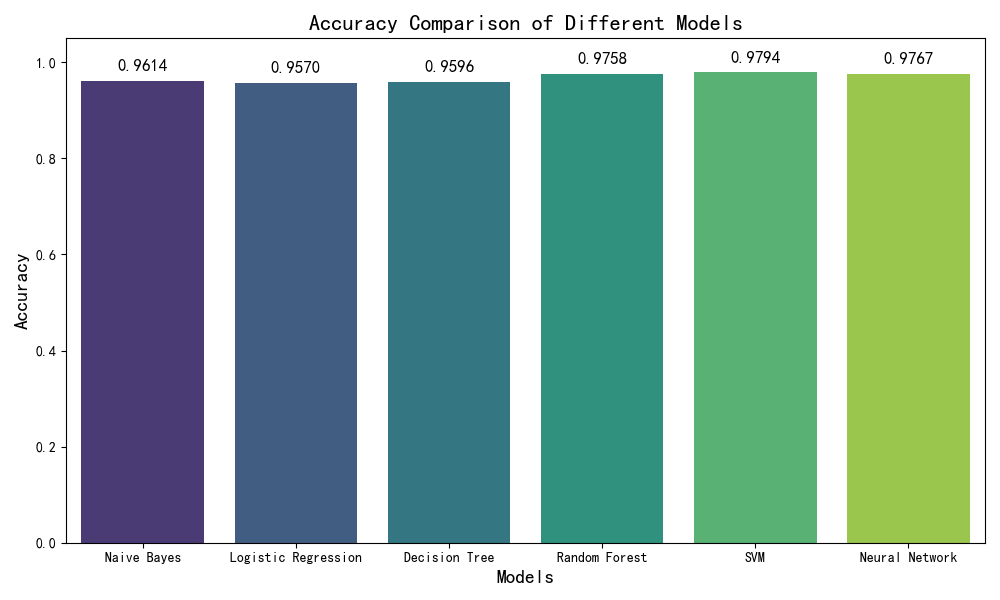 Accuracy Comparison of Different Models
1.0
0.8
0.6
0.4
0.2
0.0
Accuracy
0.9614
0.9570
0.9596
0.9758
0.9794
0.9767
Naive Bayes
Logistic Regression
Decision Tree
Random Forest
SVM
Neural Network
Models